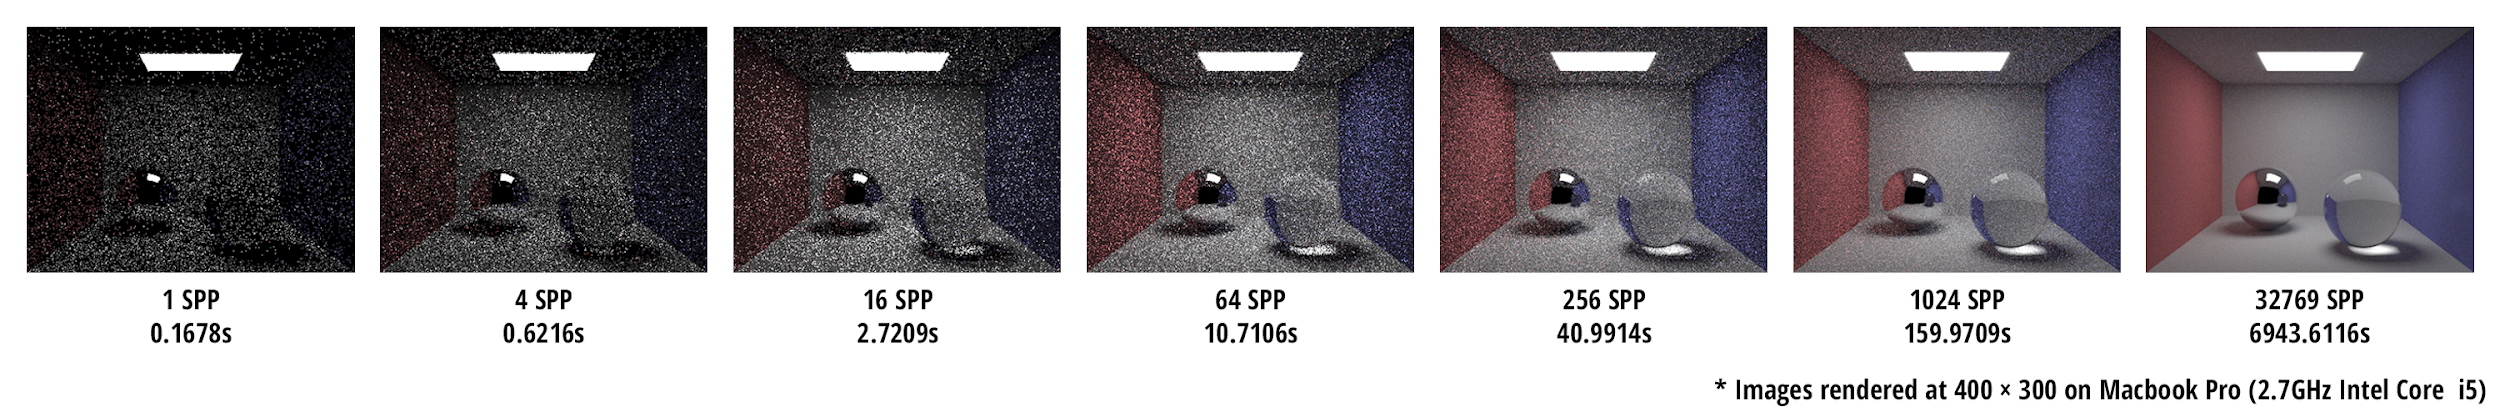 1 SPP
0.1678s
4 SPP
0.6216s
16 SPP
2.7209s
64 SPP
10.7106s
256 SPP
40.9914s
1024 SPP
159.9709s
32769 SPP
6943.6116s
* Images rendered at 400 × 300 on Macbook Pro (2.7GHz Intel Core i5)